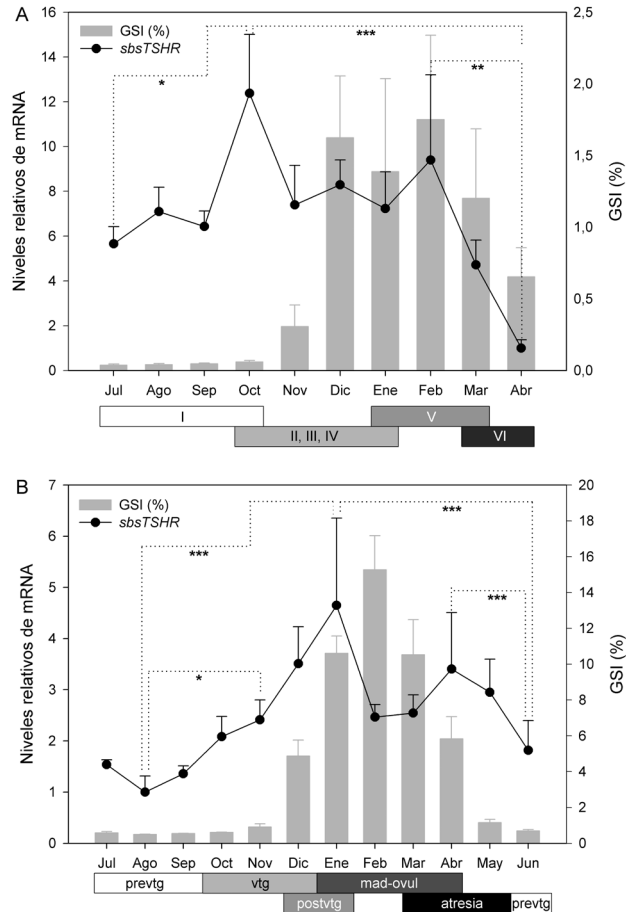 A
16
14
12
10
8
6
4
2
0
Niveles relativos de mRNA
GSI (%)
sbsTSHR
*
***
**
2,5
2,0
1,5
1,0
0,5
0,0
GSI (%)
Jul Ago Sep Oct Nov Dic Ene Feb Mar Abr
I V
II, III, IV VI
B
7
6
5
4
3
2
1
0
Niveles relativos de mRNA
GSI (%)
sbsTSHR
***
***
***
*
20
18
16
14
12
10
8
6
4
2
0
GSI (%)
Jul Ago Sep Oct Nov Dic Ene Feb Mar Abr May Jun
prevtg vtg mad-ovul
postvtg atresia prevtg